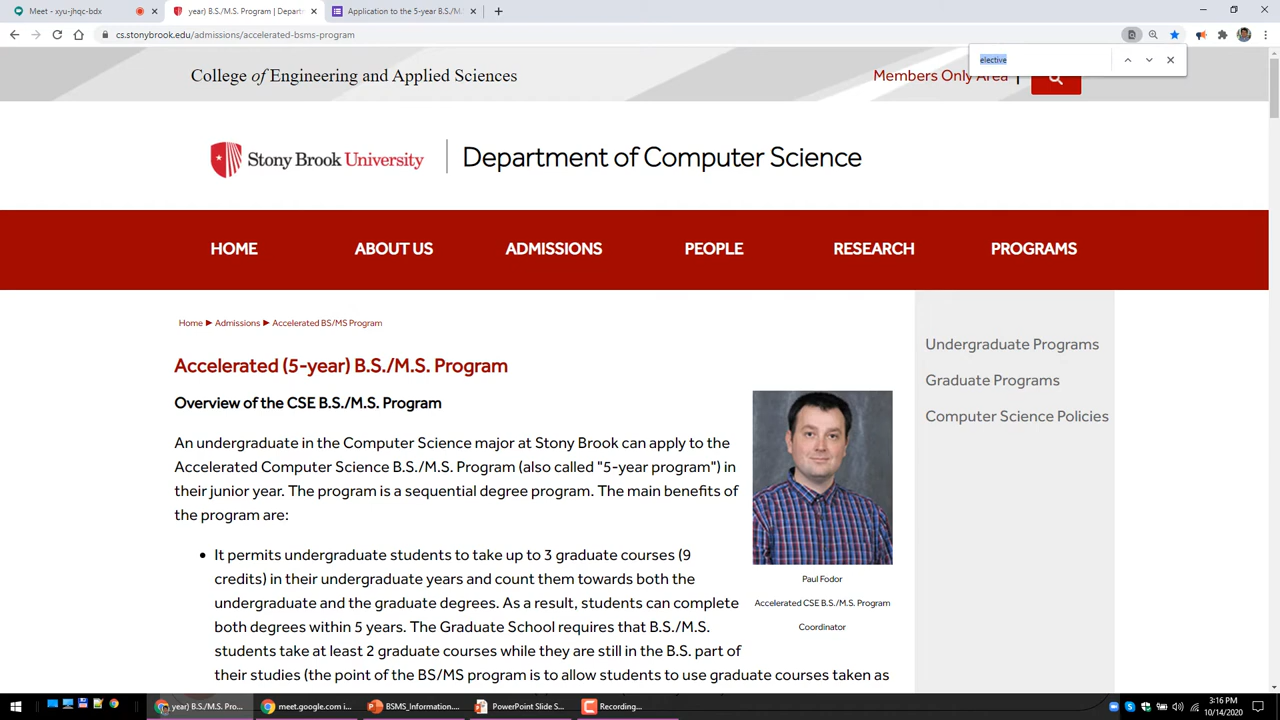 Meet - xyu-jhqc-bdx
year) B.S./M.S. Program | Depart
Application to the 5-year B.S./M.S.
cs.stonybrook.edu/admissions/accelerated-bsms-program
elective
College of Engineering and Applied Sciences
Members Only Area |
Stony Brook University
Department of Computer Science
HOME
ABOUT US
ADMISSIONS
PEOPLE
RESEARCH
PROGRAMS
Home ► Admissions ► Accelerated BS/MS Program
Accelerated (5-year) B.S./M.S. Program
Overview of the CSE B.S./M.S. Program
An undergraduate in the Computer Science major at Stony Brook can apply to the
Accelerated Computer Science B.S./M.S. Program (also called "5-year program") in
their junior year. The program is a sequential degree program. The main benefits of
the program are:
• It permits undergraduate students to take up to 3 graduate courses (9
credits) in their undergraduate years and count them towards both the
undergraduate and the graduate degrees. As a result, students can complete
both degrees within 5 years. The Graduate School requires that B.S./M.S.
students take at least 2 graduate courses while they are still in the B.S. part of
their studies (the point of the BS/MS program is to allow students to use graduate courses taken as
Paul Fodor
Accelerated CSE B.S./M.S. Program
Coordinator
Undergraduate Programs
Graduate Programs
Computer Science Policies
year) B.S./M.S. Pro...
meet.google.com i...
BSMS_Information....
PowerPoint Slide S...
Recording...
3:16 PM
10/14/2020